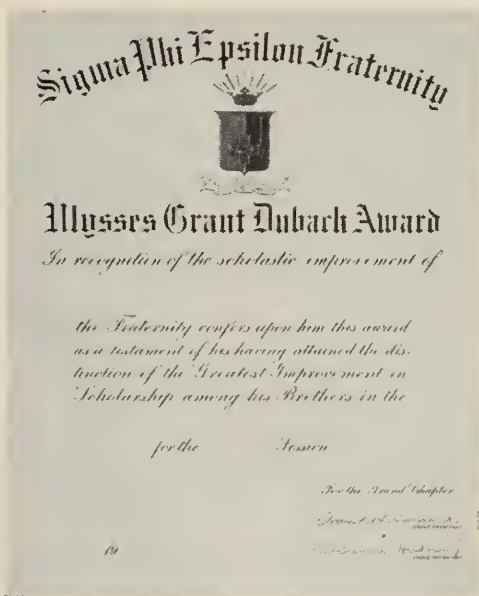 Sigma Phi Epsilon Fraternity
Ulysses Grant Dubach Award
In recognition of the scholastic improvement of
the Fraternity confers upon him this award
as a testament of his having attained the dis-
tinction of the Greatest Improvement in
Scholarship among his Brothers in the
for the Session
For the Grand Chapter